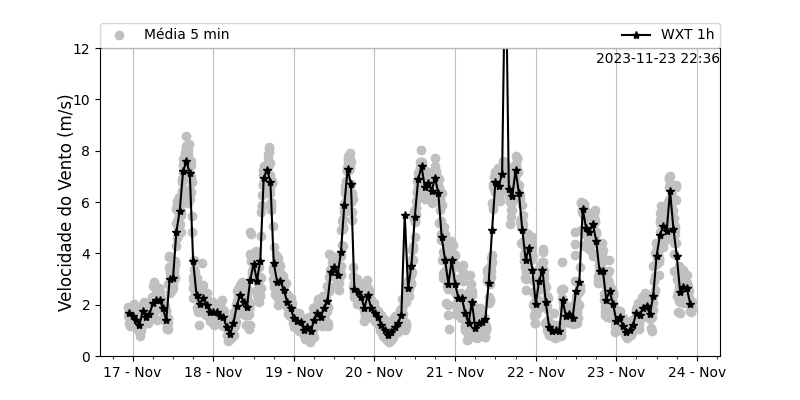 Média 5 min
WXT 1h
2023-11-23 22:36
Velocidade do Vento (m/s)
12
10
8
6
4
2
0
17 - Nov
18 - Nov
19 - Nov
20 - Nov
21 - Nov
22 - Nov
23 - Nov
24 - Nov